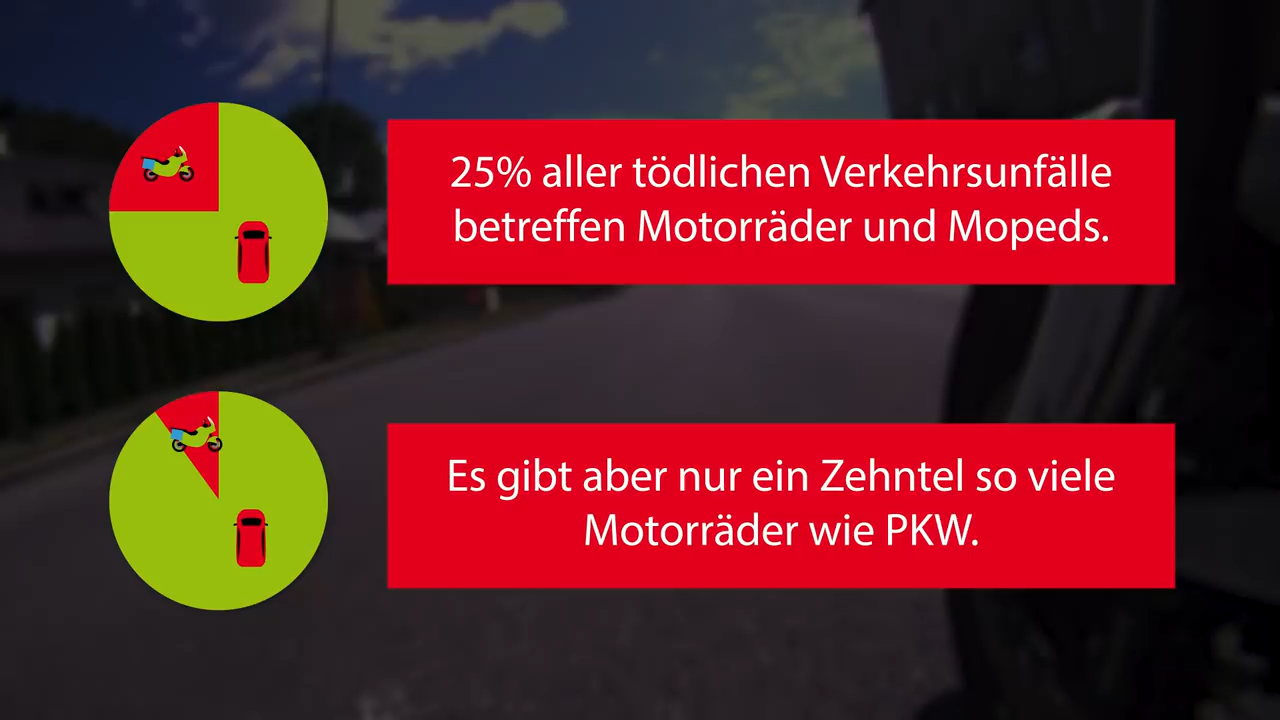 25% aller tödlichen Verkehrsunfälle
betreffen Motorräder und Mopeds.
Es gibt aber nur ein Zehntel so viele
Motorräder wie PKW.